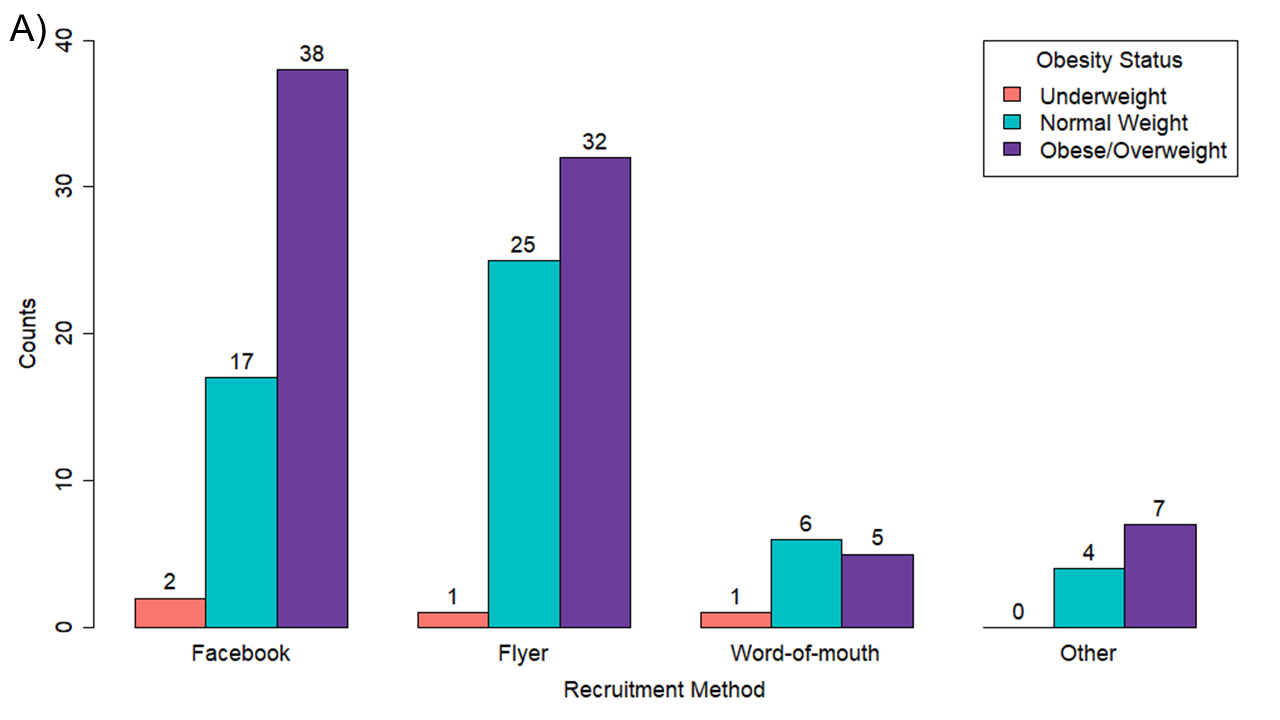 A)
Obesity Status
Underweight
Normal Weight
Obese/Overweight
Counts
40
30
20
10
0
2
17
38
1
25
32
1
6
5
0
4
7
Facebook
Flyer
Word-of-mouth
Other
Recruitment Method